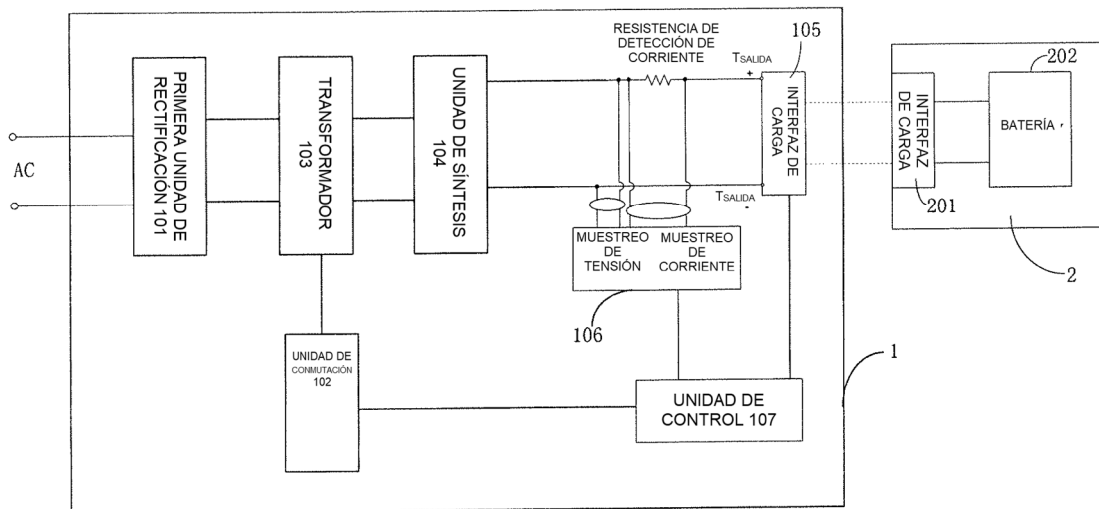 RESISTENCIA DE
DETECCIÓN DE
CORRIENTE
105
TSALIDA
+
202
AC
PRIMERA UNIDAD DE
RECTIFICACIÓN 101
TRANSFORMADOR
103
UNIDAD DE SÍNTESIS
104
INTERFAZ DE
CARGA
INTERFAZ
DE CARGA
BATERÍA
201
TSALIDA
-
2
MUESTREO
DE
TENSIÓN
MUESTREO
DE
CORRIENTE
106
UNIDAD DE
CONMUTACIÓN
102
UNIDAD DE
CONTROL 107
1